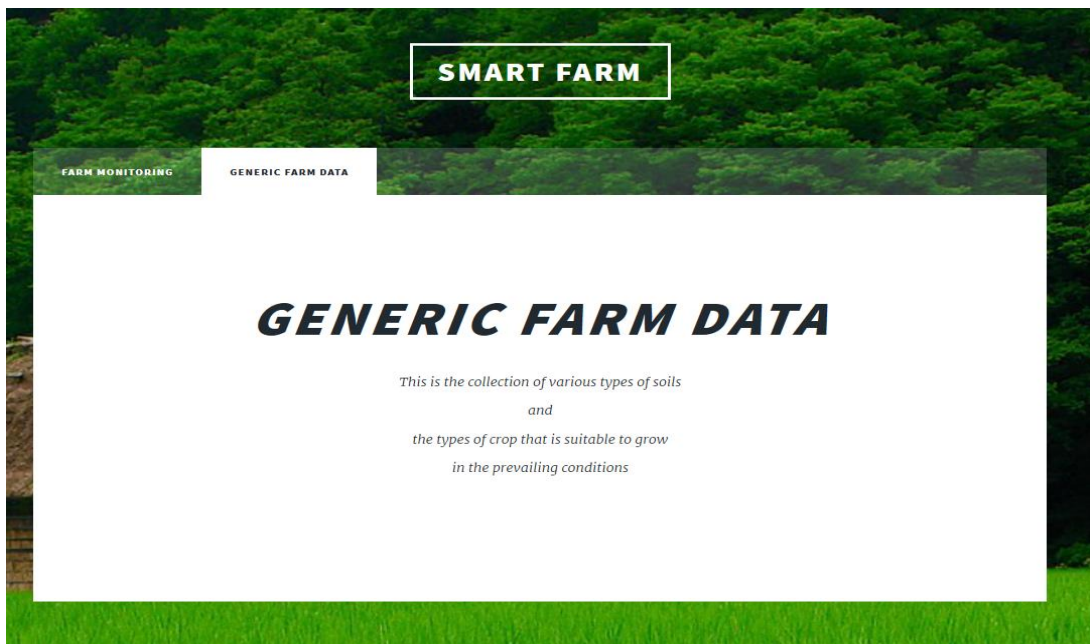 SMART FARM
FARM MONITORING
GENERIC FARM DATA
GENERIC FARM DATA
This is the collection of various types of soils
and
the types of crop that is suitable to grow
in the prevailing conditions